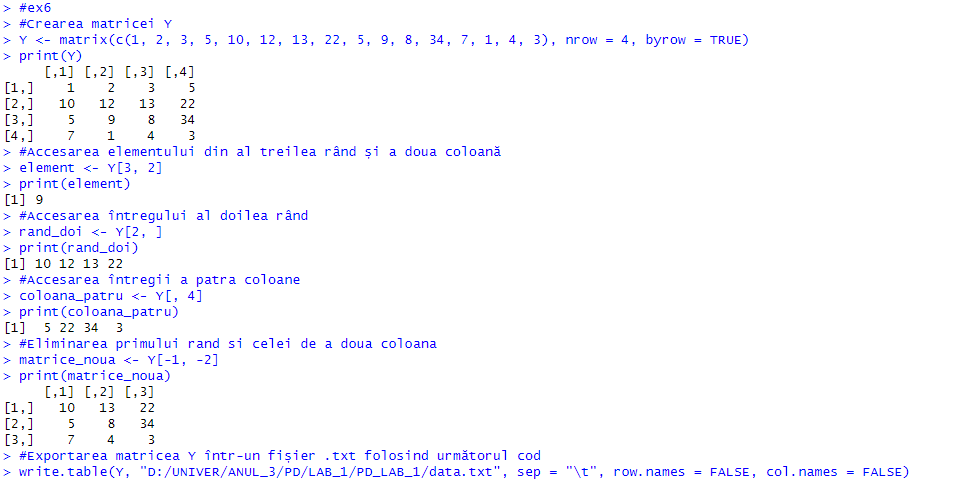 > #ex6
> #Crearea matricei Y
> Y <- matrix(c(1, 2, 3, 5, 10, 12, 13, 22, 5, 9, 8, 34, 7, 1, 4, 3), nrow = 4, byrow = TRUE)
> print(Y)
     [,1] [,2] [,3] [,4]
[1,]    1    2    3    5
[2,]   10   12   13   22
[3,]    5    9    8   34
[4,]    7    1    4    3
> #Accesarea elementului din al treilea rând și a doua coloană
> element <- Y[3, 2]
> print(element)
[1] 9
> #Accesarea întregului al doilea rând
> rand_doi <- Y[2, ]
> print(rand_doi)
[1] 10 12 13 22
> #Accesarea întregii a patra coloane
> coloana_patru <- Y[, 4]
> print(coloana_patru)
[1]  5 22 34  3
> #Eliminarea primului rand si celei de a doua coloana
> matrice_noua <- Y[-1, -2]
> print(matrice_noua)
     [,1] [,2] [,3]
[1,]   10   13   22
[2,]    5    8   34
[3,]    7    4    3
> #Exportarea matricea Y într-un fișier .txt folosind următorul cod
> write.table(Y, "D:/UNIVER/ANUL_3/PD/LAB_1/PD_LAB_1/data.txt", sep = "\t", row.names = FALSE, col.names = FALSE)